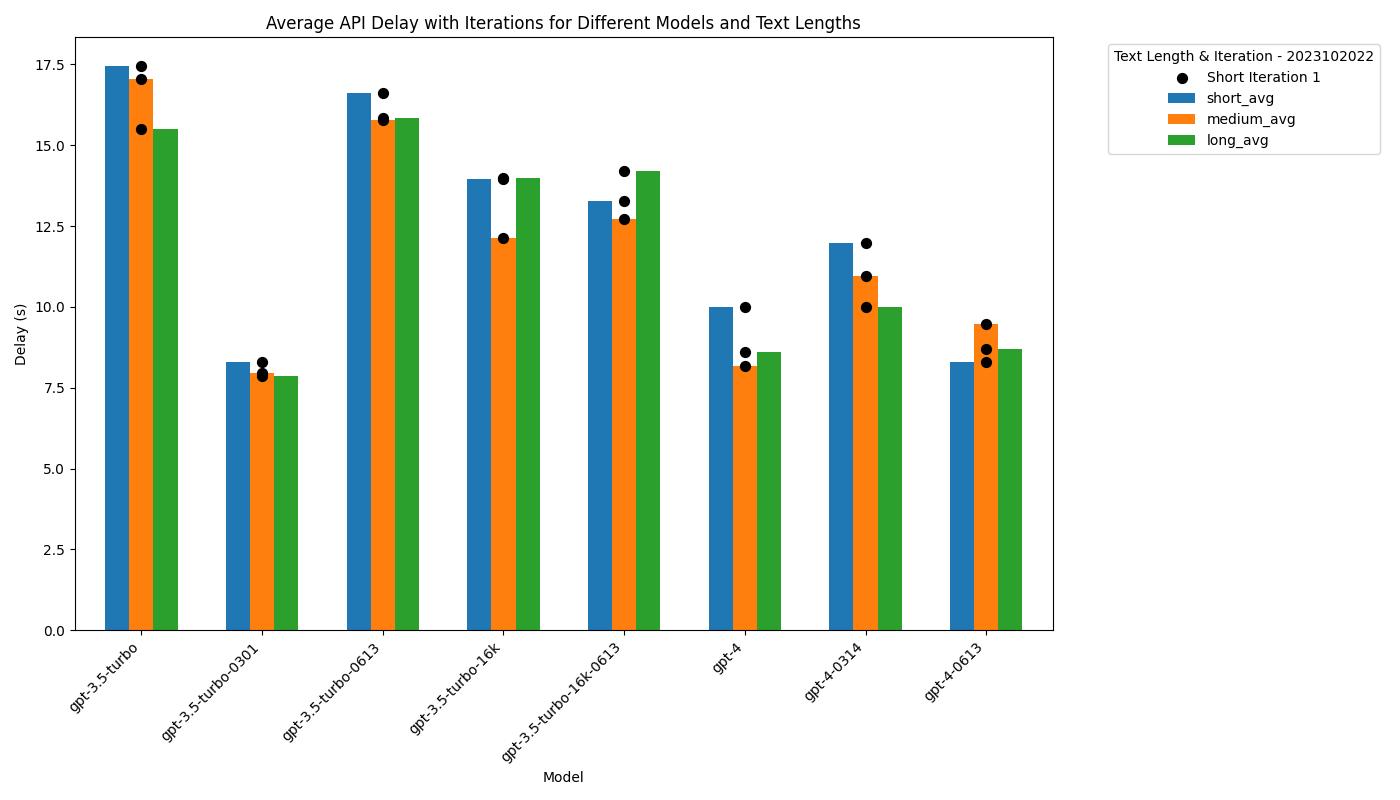 Average API Delay with Iterations for Different Models and Text Lengths
Text Length & Iteration - 2023102022
Short Iteration 1
short_avg
medium_avg
long_avg
Delay (s)
17.5
15.0
12.5
10.0
7.5
5.0
2.5
0.0
gpt-3.5-turbo
gpt-3.5-turbo-0301
gpt-3.5-turbo-0613
gpt-3.5-turbo-16k
gpt-3.5-turbo-16k-0613
gpt-4
gpt-4-0314
gpt-4-0613
Model